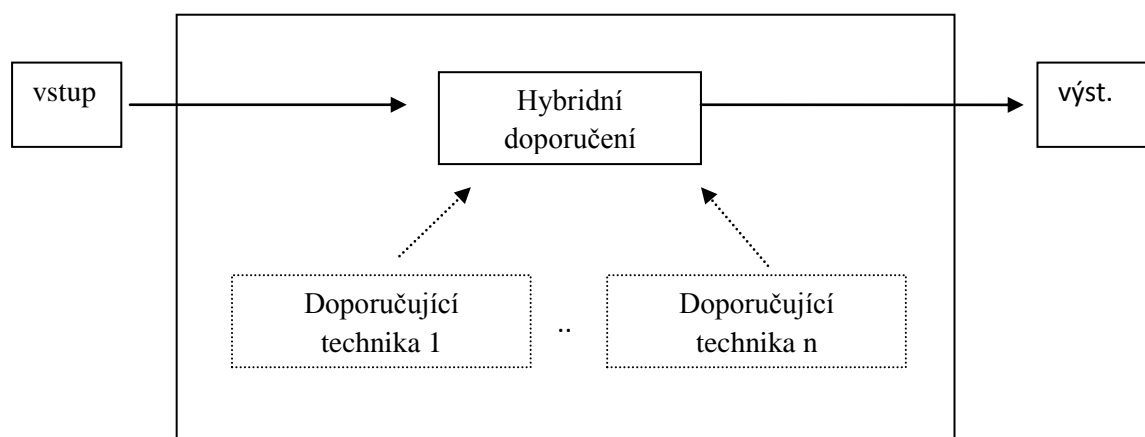 vstup
Hybridní
doporučení
výst.
Doporučující
technika 1
..
Doporučující
technika n